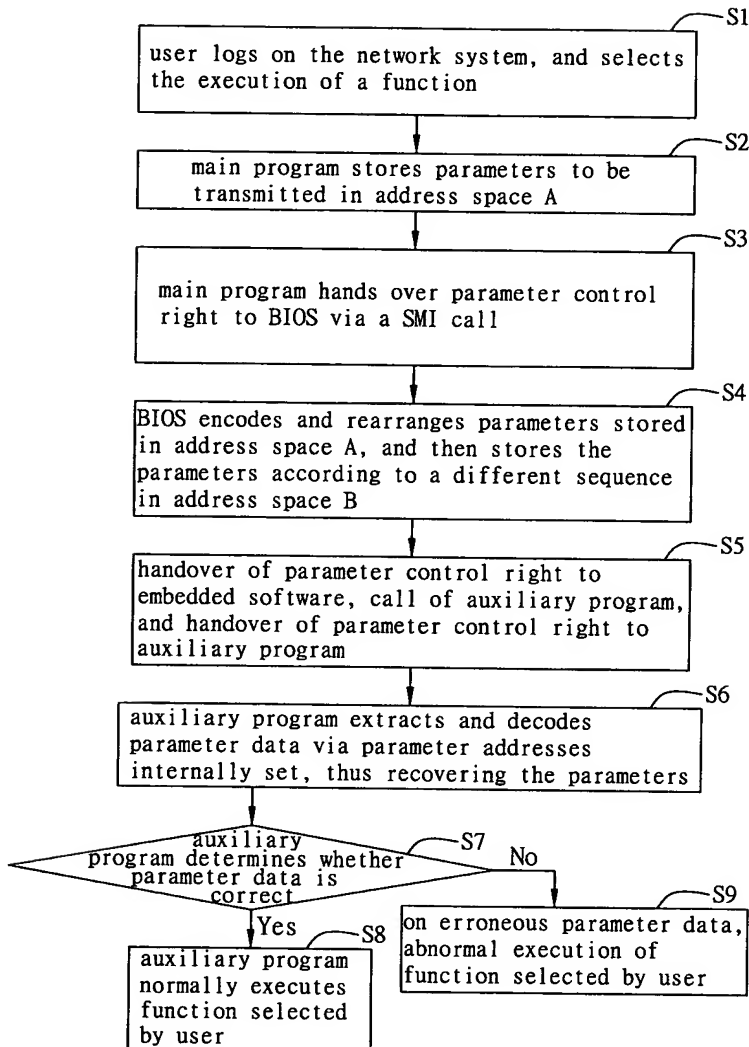 S1
user logs on the network system, and selects
the execution of a function
S2
main program stores parameters to be
transmitted in address space A
S3
main program hands over parameter control
right to BIOS via a SMI call
S4
BIOS encodes and rearranges parameters stored
in address space A, and then stores the
parameters according to a different sequence
in address space B
S5
handover of parameter control right to
embedded software, call of auxiliary program,
and handover of parameter control right to
auxiliary program
S6
auxiliary program extracts and decodes
parameter data via parameter addresses
internally set, thus recovering the parameters
S7
auxiliary
program determines whether
parameter data is
correct
No
Yes
S9
on erroneous parameter data,
abnormal execution of
function selected by user
S8
auxiliary program
normally executes
function selected
by user